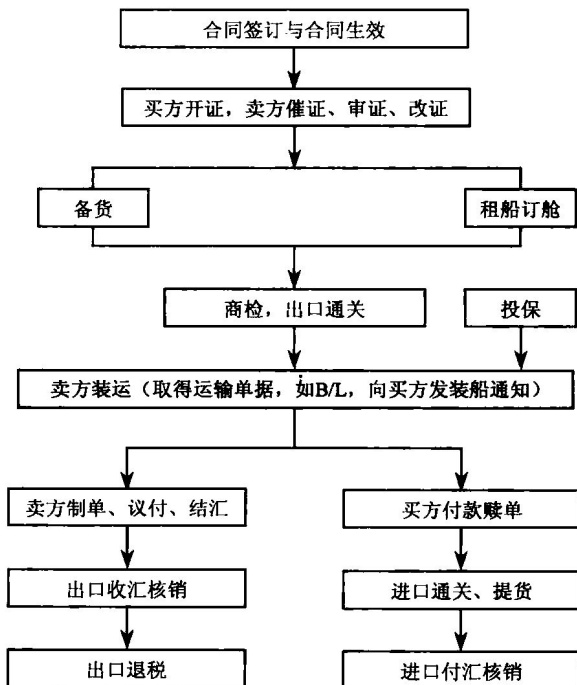 合同签订与合同生效
买方开证，卖方催证、审证、改证
备货
租船订舱
商检，出口通关
投保
卖方装运（取得运输单据，如B/L，向买方发装船通知）
卖方制单、议付、结汇
买方付款赎单
出口收汇核销
进口通关、提货
出口退税
进口付汇核销